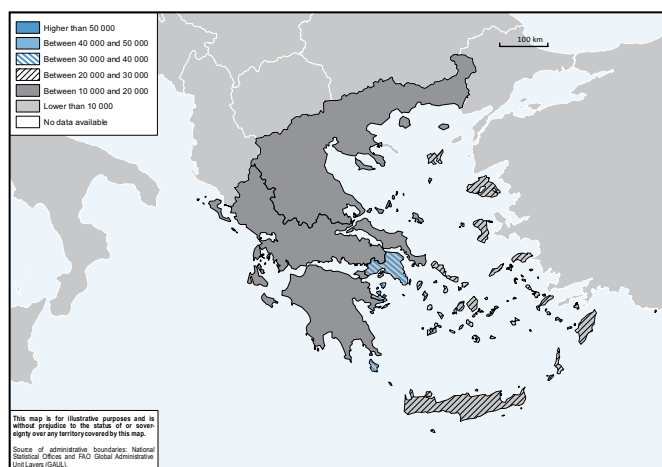 Higher than 50 000
Between 40 000 and 50 000
Between 30 000 and 40 000
Between 20 000 and 30 000
Between 10 000 and 20 000
Lower than 10 000
No data available
100 km
This map is for illustrative purposes and is
without prejudice to the status of or sover-
eignty over any territory covered by this map.
Source of administrative boundaries: National
Statistical Offices and FAO Global Administrative
Unit Layers (GAUL).